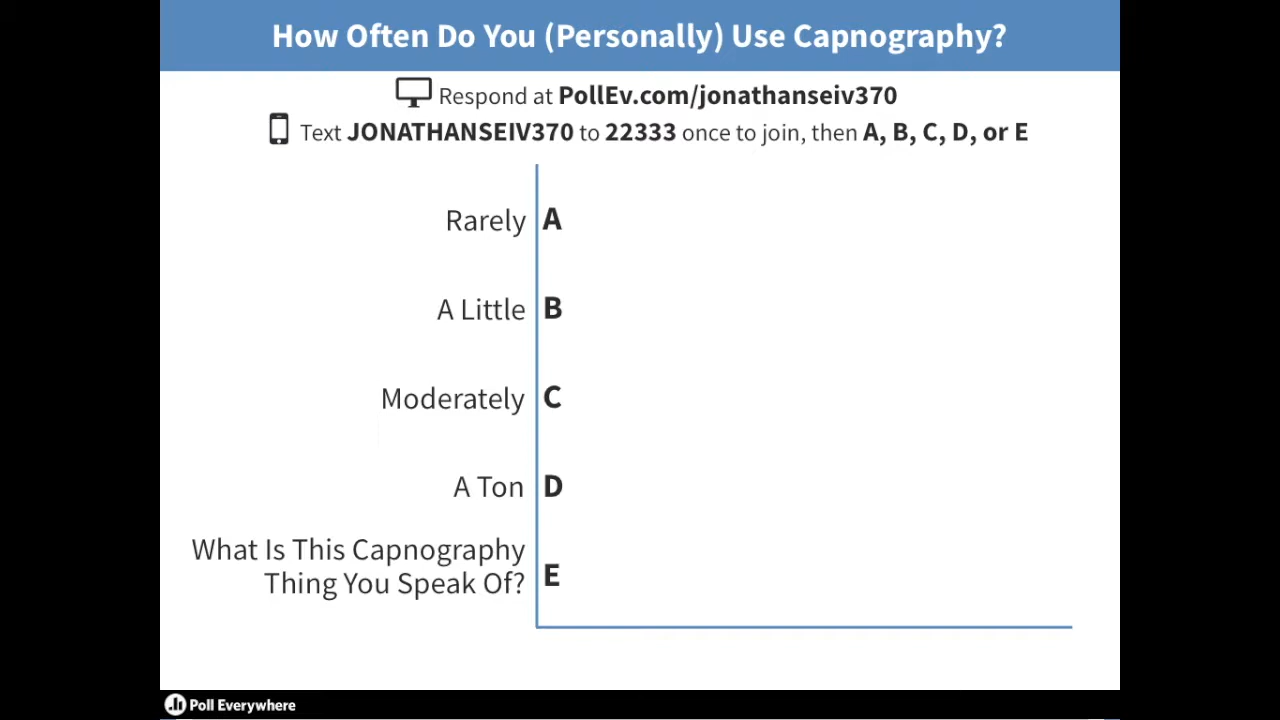 How Often Do You (Personally) Use Capnography?
Respond at PollEv.com/jonathanseiv370
Text JONATHANSEIV370 to 22333 once to join, then A, B, C, D, or E
Rarely A
A Little B
Moderately C
A Ton D
What Is This Capnography
Thing You Speak Of? E
Poll Everywhere